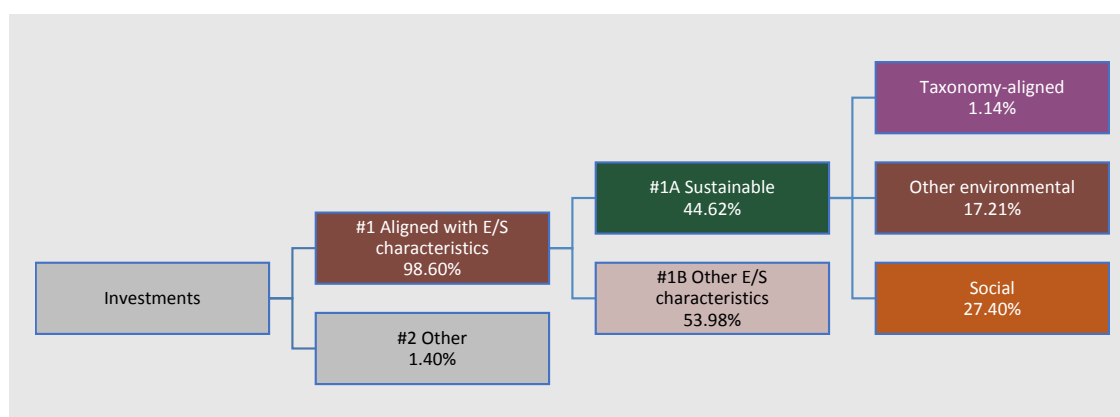 Investments
#1 Aligned with E/S
characteristics
98.60%
#2 Other
1.40%
#1A Sustainable
44.62%
#1B Other E/S
characteristics
53.98%
Taxonomy-aligned
1.14%
Other environmental
17.21%
Social
27.40%